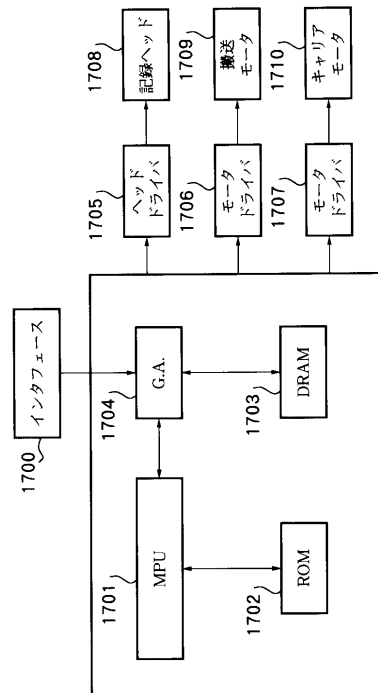 1700
インタフェース
1701
MPU
1704
G.A.
1702
ROM
1703
DRAM
1705
ヘッド
ドライバ
1708
記録ヘッド
1706
モータ
ドライバ
1709
搬送
モータ
1707
モータ
ドライバ
1710
キャリア
モータ